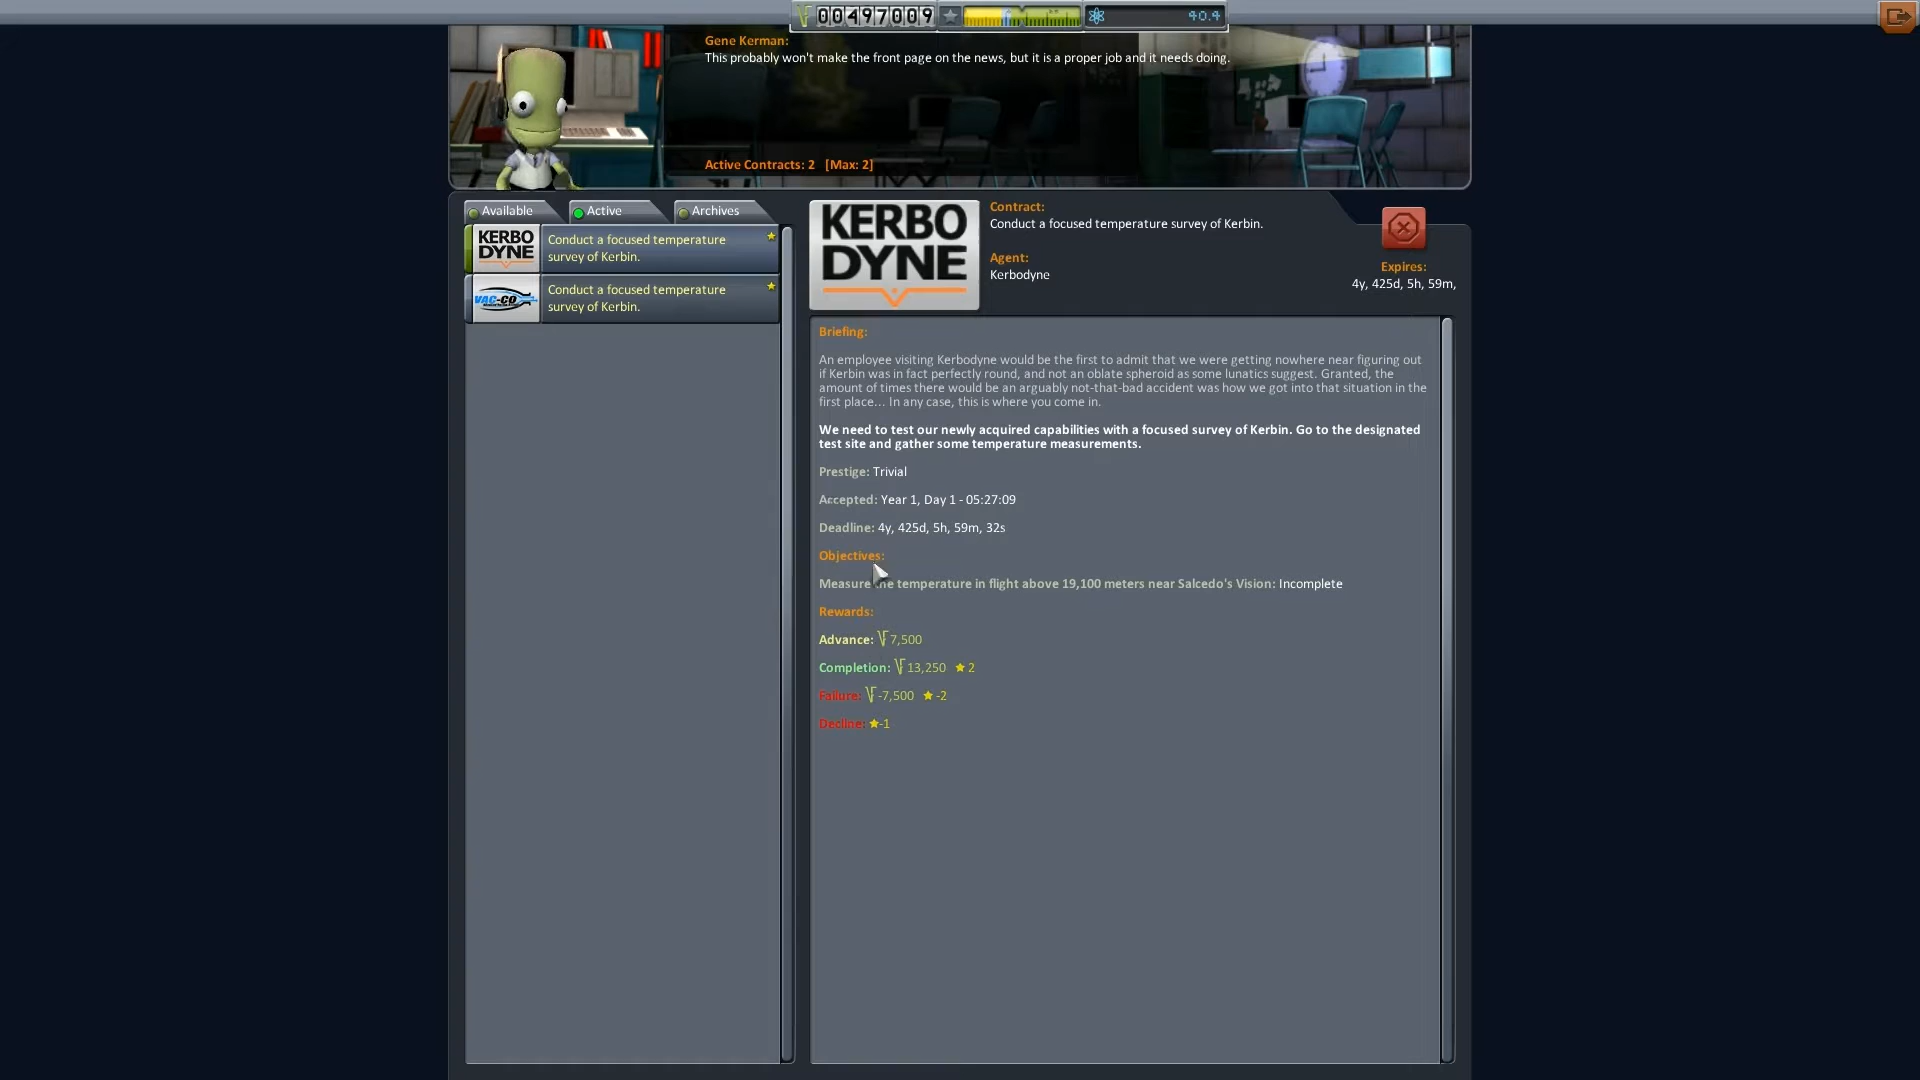 00497009
40.4
Gene Kerman:
This probably won't make the front page on the news, but it is a proper job and it needs doing.
Active Contracts: 2 [Max: 2]
Available
Active
Archives
KERBO
DYNE
Conduct a focused temperature
survey of Kerbin.
VAC-CO
Conduct a focused temperature
survey of Kerbin.
KERBO
DYNE
Contract:
Conduct a focused temperature survey of Kerbin.
Agent:
Kerbodyne
Expires:
4y, 425d, 5h, 59m,
Briefing:
An employee visiting Kerbodyne would be the first to admit that we were getting nowhere near figuring out
if Kerbin was in fact perfectly round, and not an oblate spheroid as some lunatics suggest. Granted, the
amount of times there would be an arguably not-that-bad accident was how we got into that situation in the
first place... In any case, this is where you come in.
We need to test our newly acquired capabilities with a focused survey of Kerbin. Go to the designated
test site and gather some temperature measurements.
Prestige: Trivial
Accepted: Year 1, Day 1 - 05:27:09
Deadline: 4y, 425d, 5h, 59m, 32s
Objectives:
Measure the temperature in flight above 19,100 meters near Salcedo's Vision: Incomplete
Rewards:
Advance: 7,500
Completion: 13,250 2
Failure: -7,500 -2
Decline: -1